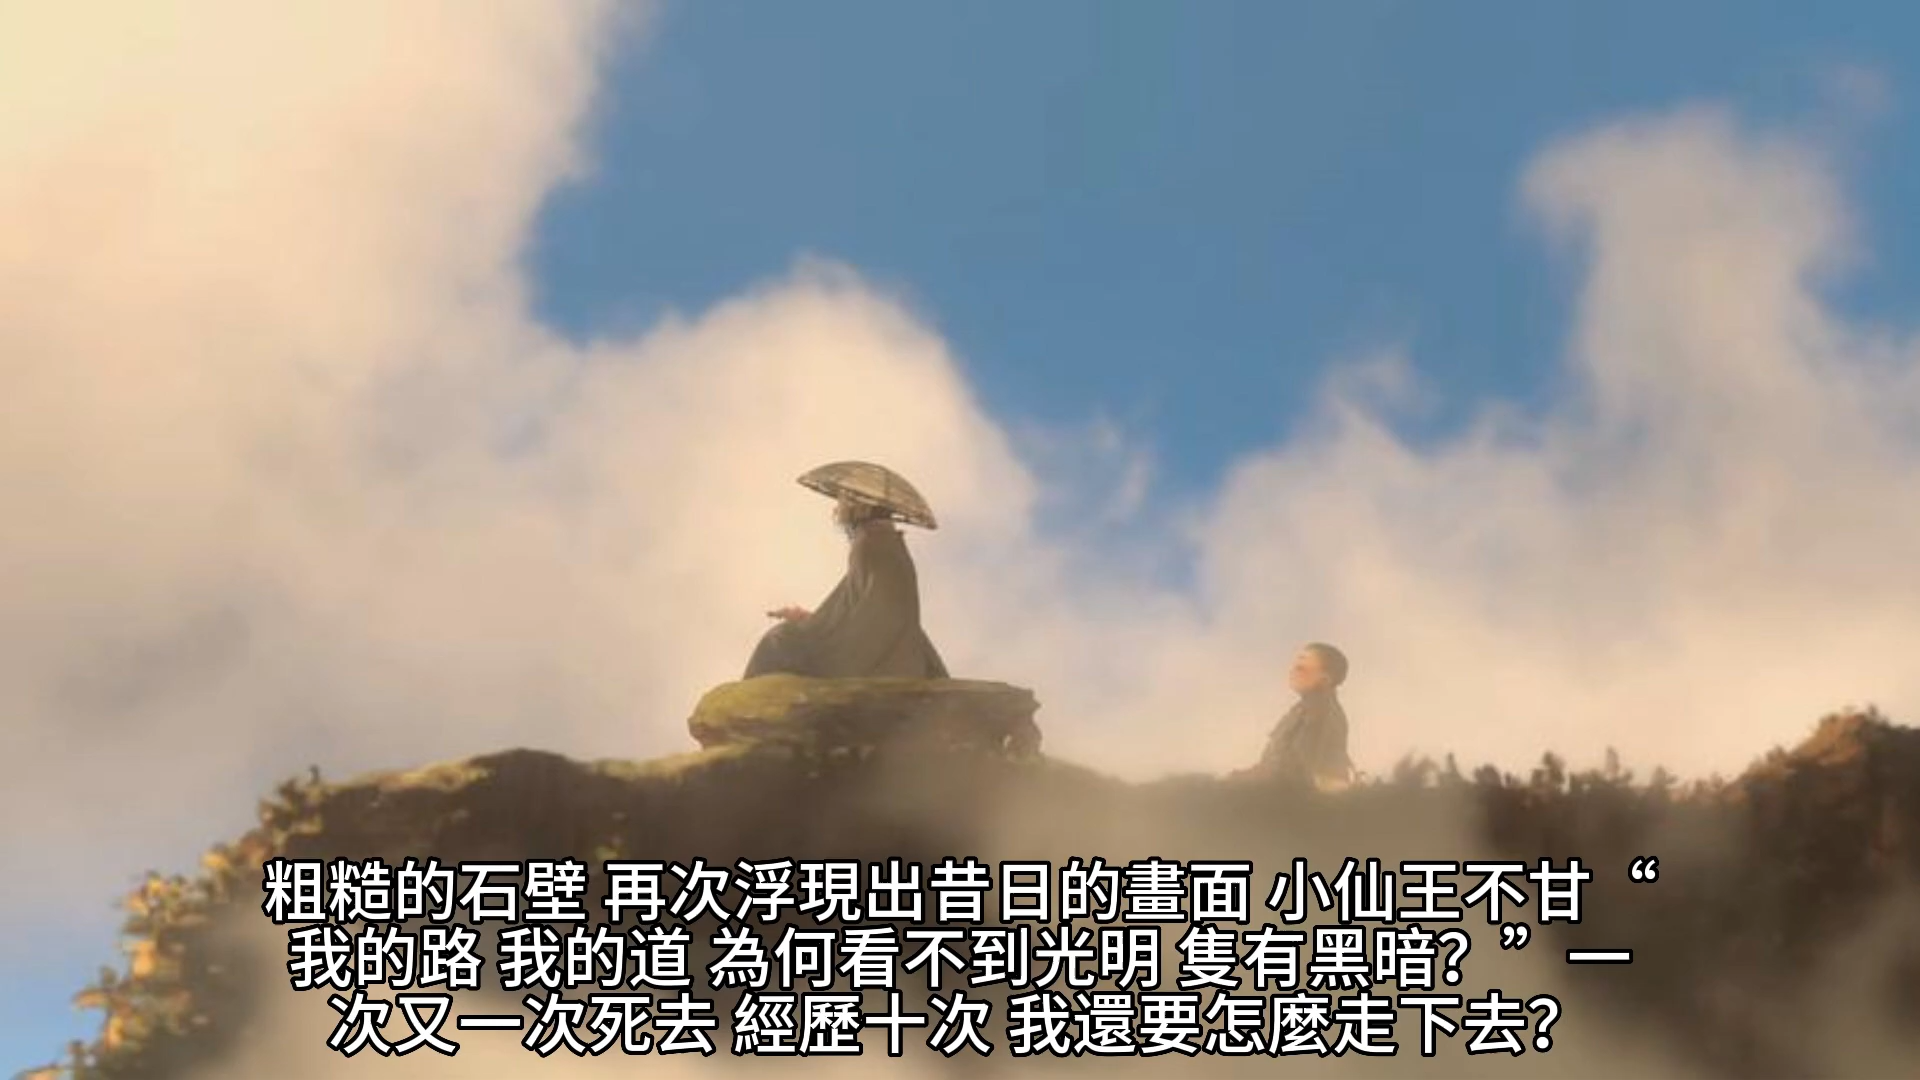 粗糙的石壁 再次浮現出昔日的畫面 小仙王不甘“
我的路 我的道 為何看不到光明 隻有黑暗？” 一
次又一次死去 經歷十次 我還要怎麼走下去？